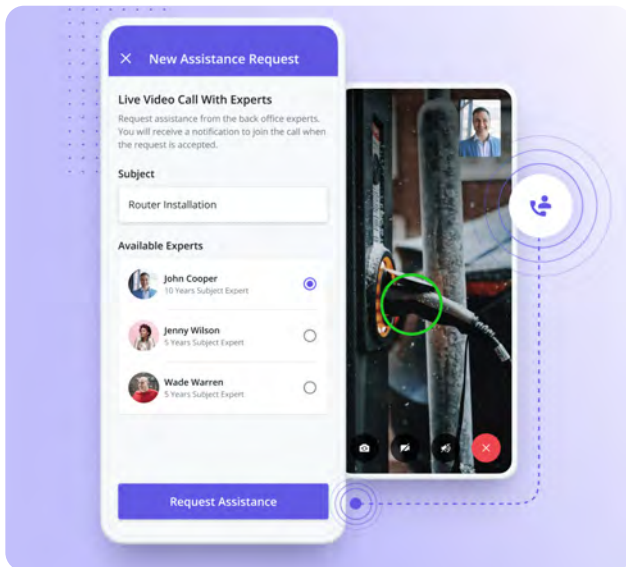 New Assistance Request
Live Video Call With Experts
Request assistance from the back office experts.
You will receive a notification to join the call when
the request is accepted.
Subject
Router Installation
Available Experts
John Cooper
10 Years Subject Expert
Jenny Wilson
5 Years Subject Expert
Wade Warren
5 Years Subject Expert
Request Assistance